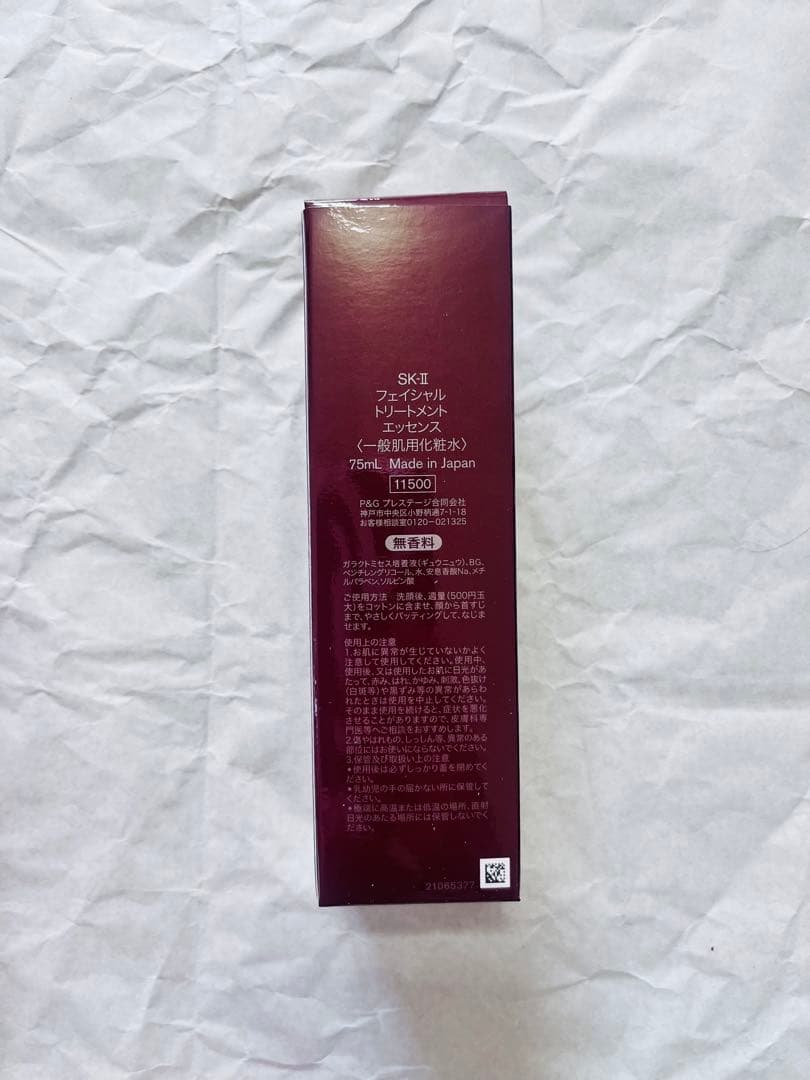 SK-II
フェイシャル
トリートメント
エッセンス
〈一般肌用化粧水〉
75mL Made in Japan
11500
P&G プレステージ合同会社
神戸市中央区小野柄通7-1-18
お客様相談室0120-021325
無香料
ガラクトミセス培養液(ギュウニュウ)、BG、
ペンチレングリコール、水、安息香酸Na、メチ
ルパラベン、ソルビン酸
ご使用方法 洗顔後、適量(500円玉
大)をコットンに含ませ、顔から首すじ
まで、やさしくパッティングして、なじま
せます。
使用上の注意
1.お肌に異常が生じていないかよく
注意して使用してください。使用中、
使用後、又は使用したお肌に日光があ
たって、赤み、はれ、かゆみ、刺激、色抜け
(白斑等)や黒ずみ等の異常があらわ
れたときは使用を中止してください。
そのまま使用を続けると、症状を悪化
させることがありますので、皮膚科専
門医等へご相談をおすすめします。
2.傷やはれもの、しっしん等、異常のある
部位にはお使いにならないでください。
3.保管及び取扱い上の注意
*使用後は必ずしっかり蓋を閉めてく
ださい。
*乳幼児の手の届かない所に保管して
ください。
*極端に高温または低温の場所、直射
日光のあたる場所には保管しないでく
ださい。
21065377